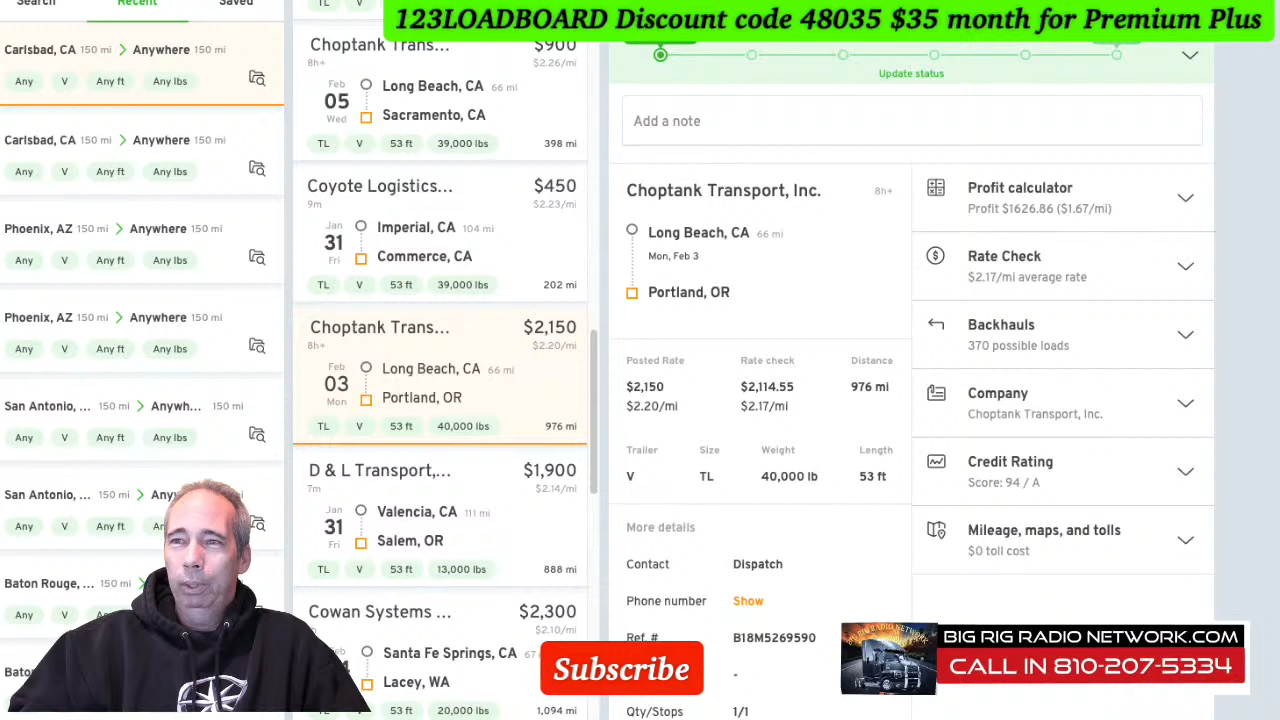 123LOADBOARD Discount code 48035 $35 month for Premium Plus
Search Recent Saved
Carlsbad, CA 150 mi > Anywhere 150 mi
Any V Any ft Any lbs
Carlsbad, CA 150 mi > Anywhere 150 mi
Any V Any ft Any lbs
Phoenix, AZ 150 mi > Anywhere 150 mi
Any V Any ft Any lbs
Phoenix, AZ 150 mi > Anywhere 150 mi
Any V Any ft Any lbs
San Antonio, ... 150 mi > Anywh... 150 mi
Any V Any ft Any lbs
San Antonio, ... 150 mi > Any
Any V Any ft
Baton Rouge, ... 150 mi
Any
Bato
TL V
Choptank Trans... $900
8h+ $2.26/mi
Feb
05
Wed
Long Beach, CA 66 mi
Sacramento, CA
TL V 53 ft 39,000 lbs 398 mi
Coyote Logistics... $450
9m $2.23/mi
Jan
31
Fri
Imperial, CA 104 mi
Commerce, CA
TL V 53 ft 39,000 lbs 202 mi
Choptank Trans... $2,150
8h+ $2.20/mi
Feb
03
Mon
Long Beach, CA 66 mi
Portland, OR
TL V 53 ft 40,000 lbs 976 mi
D & L Transport,... $1,900
7m $2.14/mi
Jan
31
Fri
Valencia, CA 111 mi
Salem, OR
TL V 53 ft 13,000 lbs 888 mi
Cowan Systems ... $2,300
$2.10/mi
Santa Fe Springs, CA 67
Lacey, WA
TL V 53 ft 20,000 lbs 1,094 mi
Update status
Add a note
Choptank Transport, Inc. 8h+
Long Beach, CA 66 mi
Mon, Feb 3
Portland, OR
Posted Rate Rate check Distance
$2,150 $2,114.55 976 mi
$2.20/mi $2.17/mi
Trailer Size Weight Length
V TL 40,000 lb 53 ft
More details
Contact Dispatch
Phone number Show
Ref. # B18M5269590
-
Qty/Stops 1/1
Profit calculator
Profit $1626.86 ($1.67/mi)
Rate Check
$2.17/mi average rate
Backhauls
370 possible loads
Company
Choptank Transport, Inc.
Credit Rating
Score: 94 / A
Mileage, maps, and tolls
$0 toll cost
Subscribe
BIG RIG RADIO NETWORK.COM
CALL IN 810-207-5334